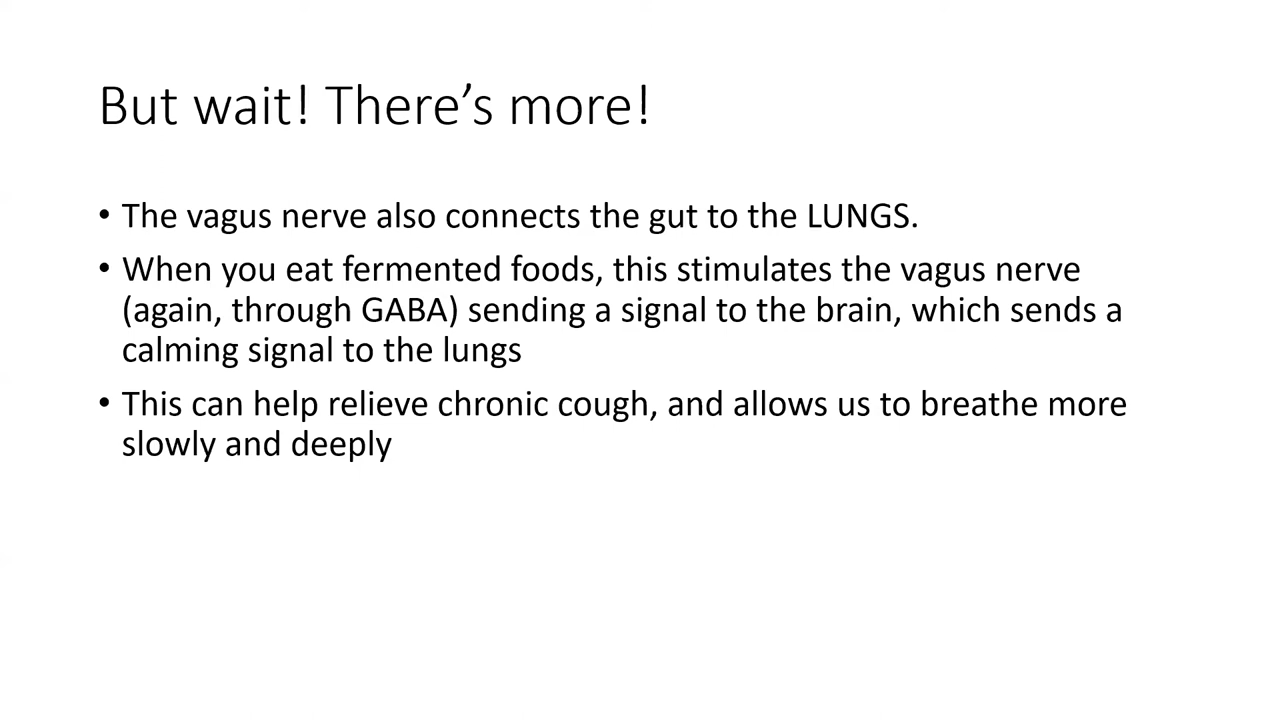 But wait! There’s more!
• The vagus nerve also connects the gut to the LUNGS.
• When you eat fermented foods, this stimulates the vagus nerve
(again, through GABA) sending a signal to the brain, which sends a
calming signal to the lungs
• This can help relieve chronic cough, and allows us to breathe more
slowly and deeply